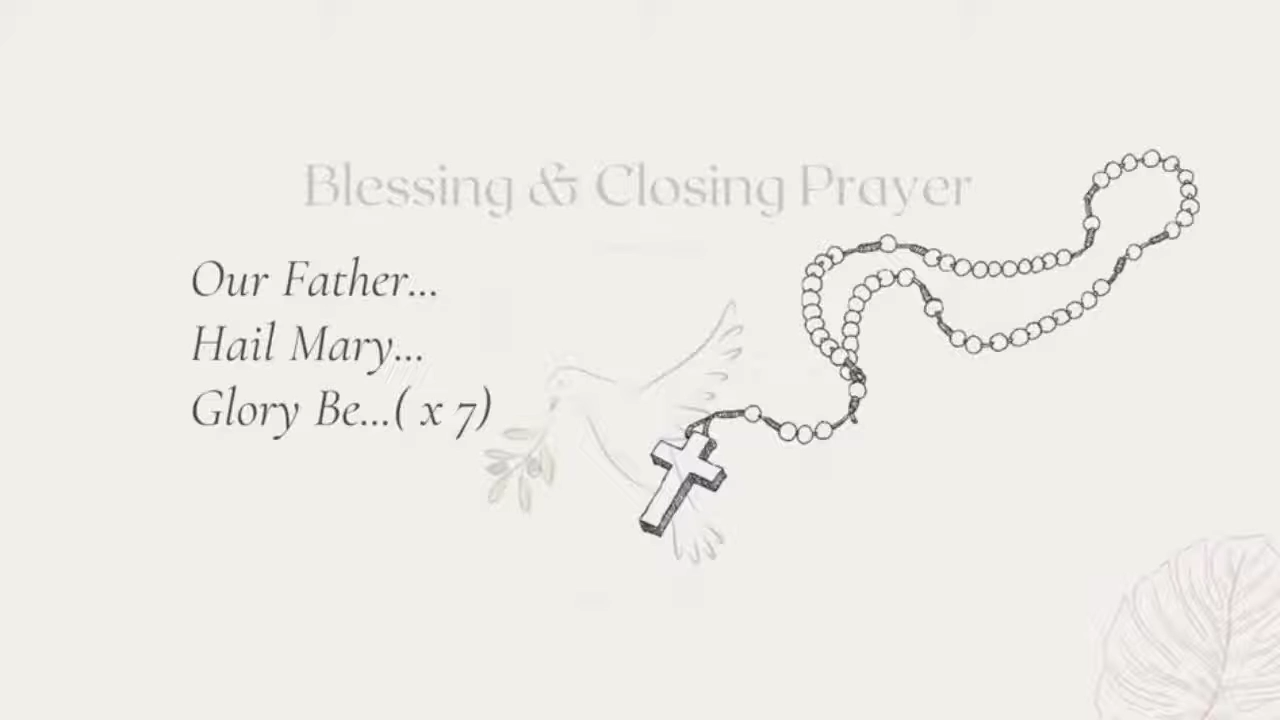 Blessing & Closing Prayer
Our Father...
Hail Mary...
Glory Be...( x 7)